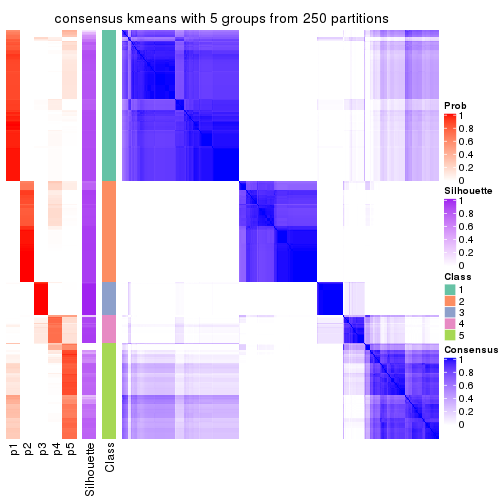 consensus kmeans with 5 groups from 250 partitions
Prob
1
0.8
0.6
0.4
0.2
0
Silhouette
1
0.8
0.6
0.4
0.2
0
Class
1
2
3
4
5
Consensus
1
0.8
0.6
0.4
0.2
0
p1
p2
p3
p4
p5
Silhouette
Class